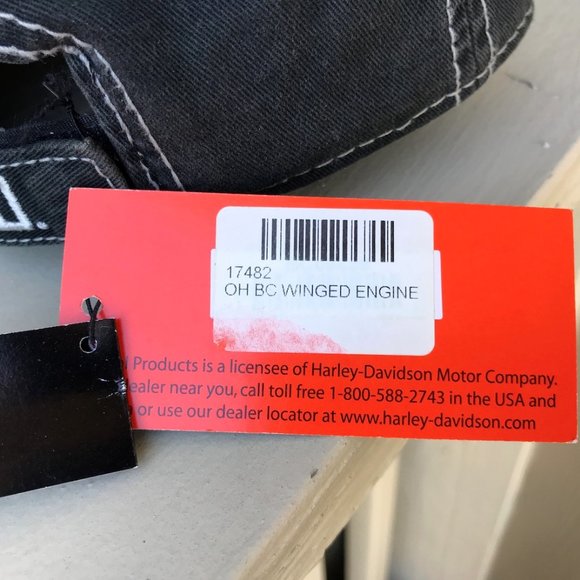 17482
OH BC WINGED ENGINE
Products is a licensee of Harley-Davidson Motor Company.
ealer near you, call toll free 1-800-588-2743 in the USA and
or use our dealer locator at www.harley-davidson.com